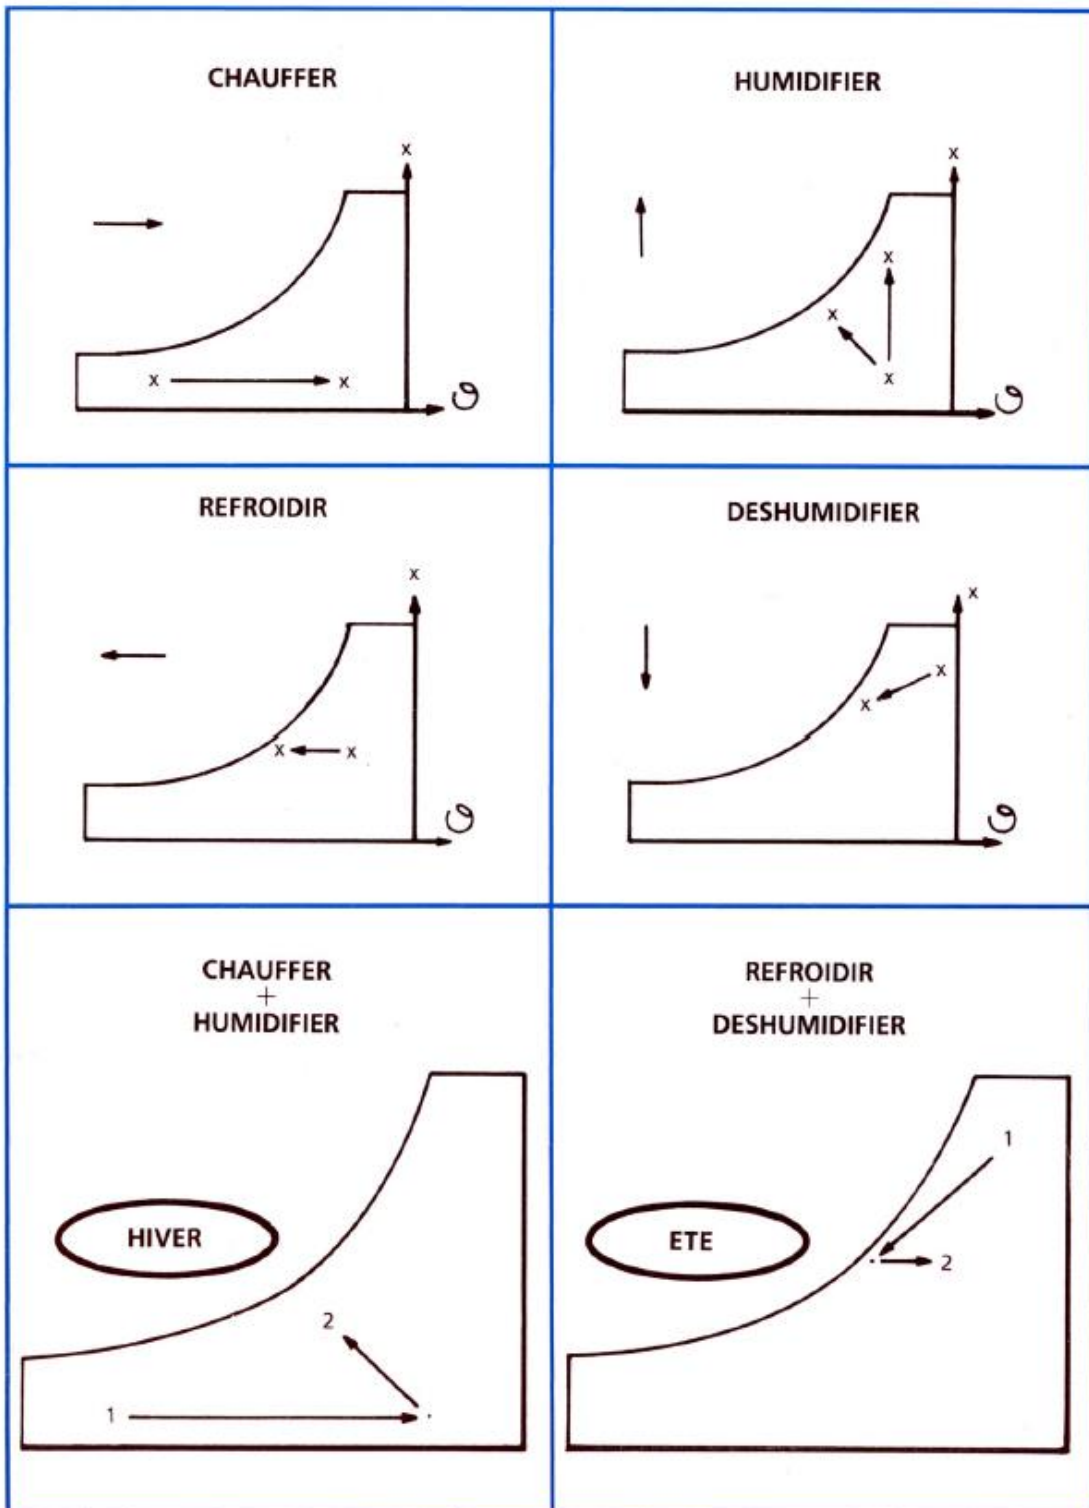 CHAUFFER
x
x
x
HUMIDIFIER
x
x
x
x
REFROIDIR
x
x
x
DESHUMIDIFIER
x
x
x
CHAUFFER
+
HUMIDIFIER
HIVER
2
1
REFROIDIR
+
DESHUMIDIFIER
1
ETE
2